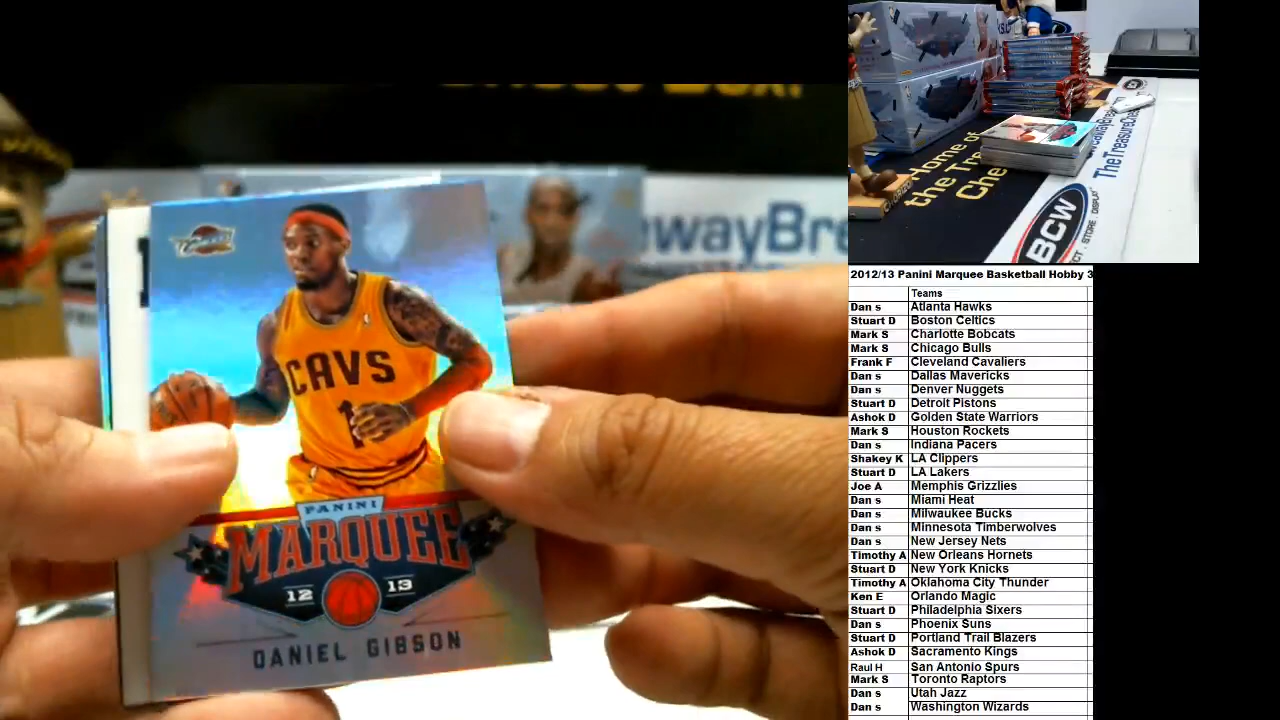 CAVS
1
PANINI
MARQUEE
12 13
DANIEL GIBSON
wayBre
Home of
the Tre
Che
TheTreasureChe
BCW
2012/13 Panini Marquee Basketball Hobby 3
Teams
Dan s Atlanta Hawks
Stuart D Boston Celtics
Mark S Charlotte Bobcats
Mark S Chicago Bulls
Frank F Cleveland Cavaliers
Dan s Dallas Mavericks
Dan s Denver Nuggets
Stuart D Detroit Pistons
Ashok D Golden State Warriors
Mark S Houston Rockets
Dan s Indiana Pacers
Shakey K LA Clippers
Stuart D LA Lakers
Joe A Memphis Grizzlies
Dan s Miami Heat
Dan s Milwaukee Bucks
Dan s Minnesota Timberwolves
Dan s New Jersey Nets
Timothy A New Orleans Hornets
Stuart D New York Knicks
Timothy A Oklahoma City Thunder
Ken E Orlando Magic
Stuart D Philadelphia Sixers
Dan s Phoenix Suns
Stuart D Portland Trail Blazers
Ashok D Sacramento Kings
Raul H San Antonio Spurs
Mark S Toronto Raptors
Dan s Utah Jazz
Dan s Washington Wizards